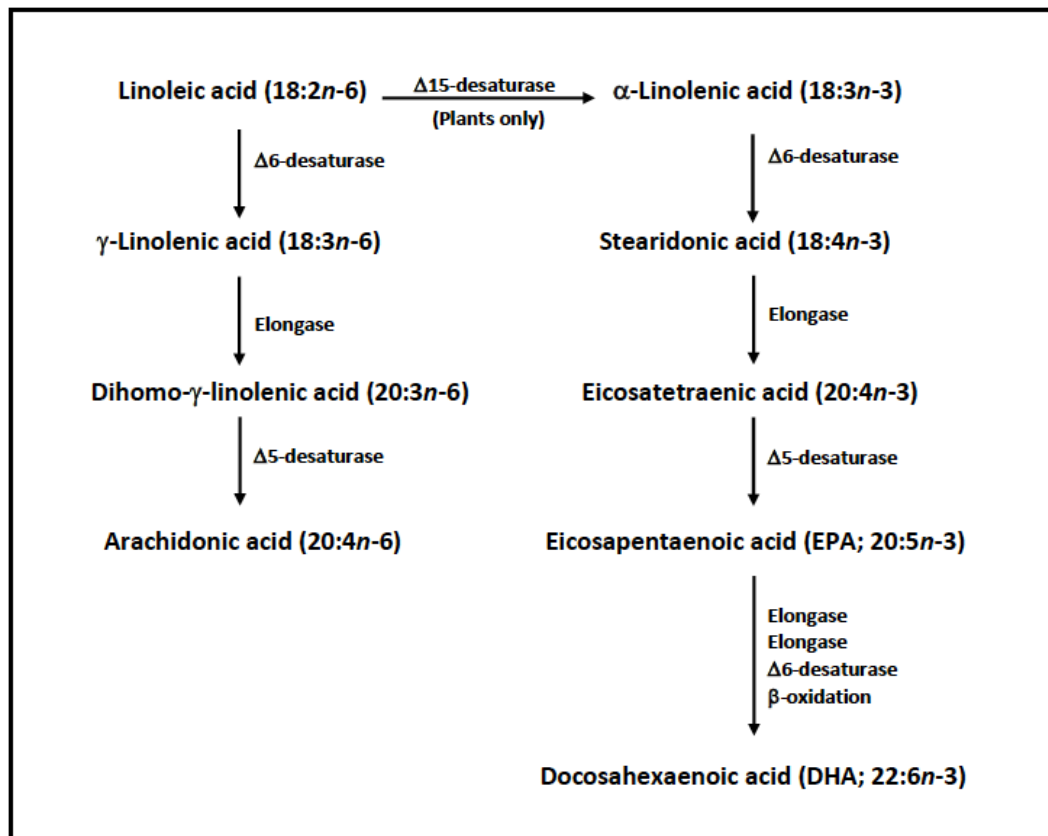 Linoleic acid (18:2n-6)
Δ15-desaturase
(Plants only)
α-Linolenic acid (18:3n-3)
Δ6-desaturase
Δ6-desaturase
γ-Linolenic acid (18:3n-6)
Stearidonic acid (18:4n-3)
Elongase
Elongase
Dihomo-γ-linolenic acid (20:3n-6)
Eicosatetraenic acid (20:4n-3)
Δ5-desaturase
Δ5-desaturase
Arachidonic acid (20:4n-6)
Eicosapentaenoic acid (EPA; 20:5n-3)
Elongase
Elongase
Δ6-desaturase
β-oxidation
Docosahexaenoic acid (DHA; 22:6n-3)